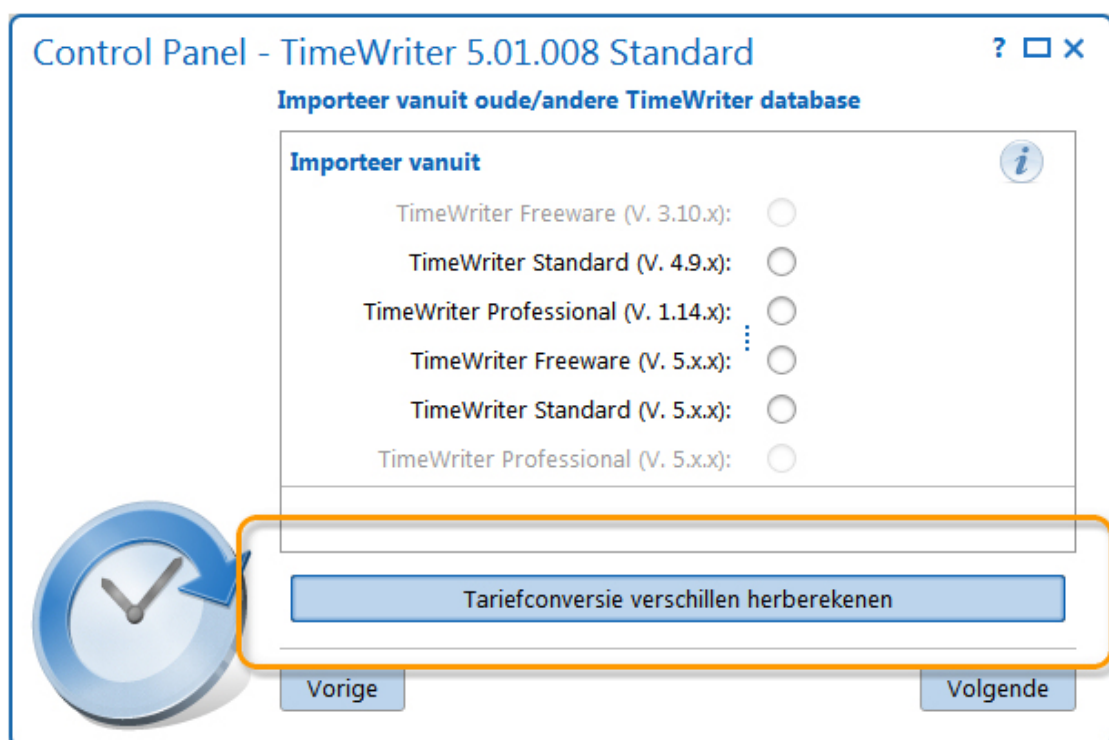 Control Panel - TimeWriter 5.01.008 Standard
?
Importeer vanuit oude/andere TimeWriter database
Importeer vanuit
i
TimeWriter Freeware (V. 3.10.x):
TimeWriter Standard (V. 4.9.x):
TimeWriter Professional (V. 1.14.x):
TimeWriter Freeware (V. 5.x.x):
TimeWriter Standard (V. 5.x.x):
TimeWriter Professional (V. 5.x.x):
Tariefconversie verschillen herberekenen
Vorige
Volgende